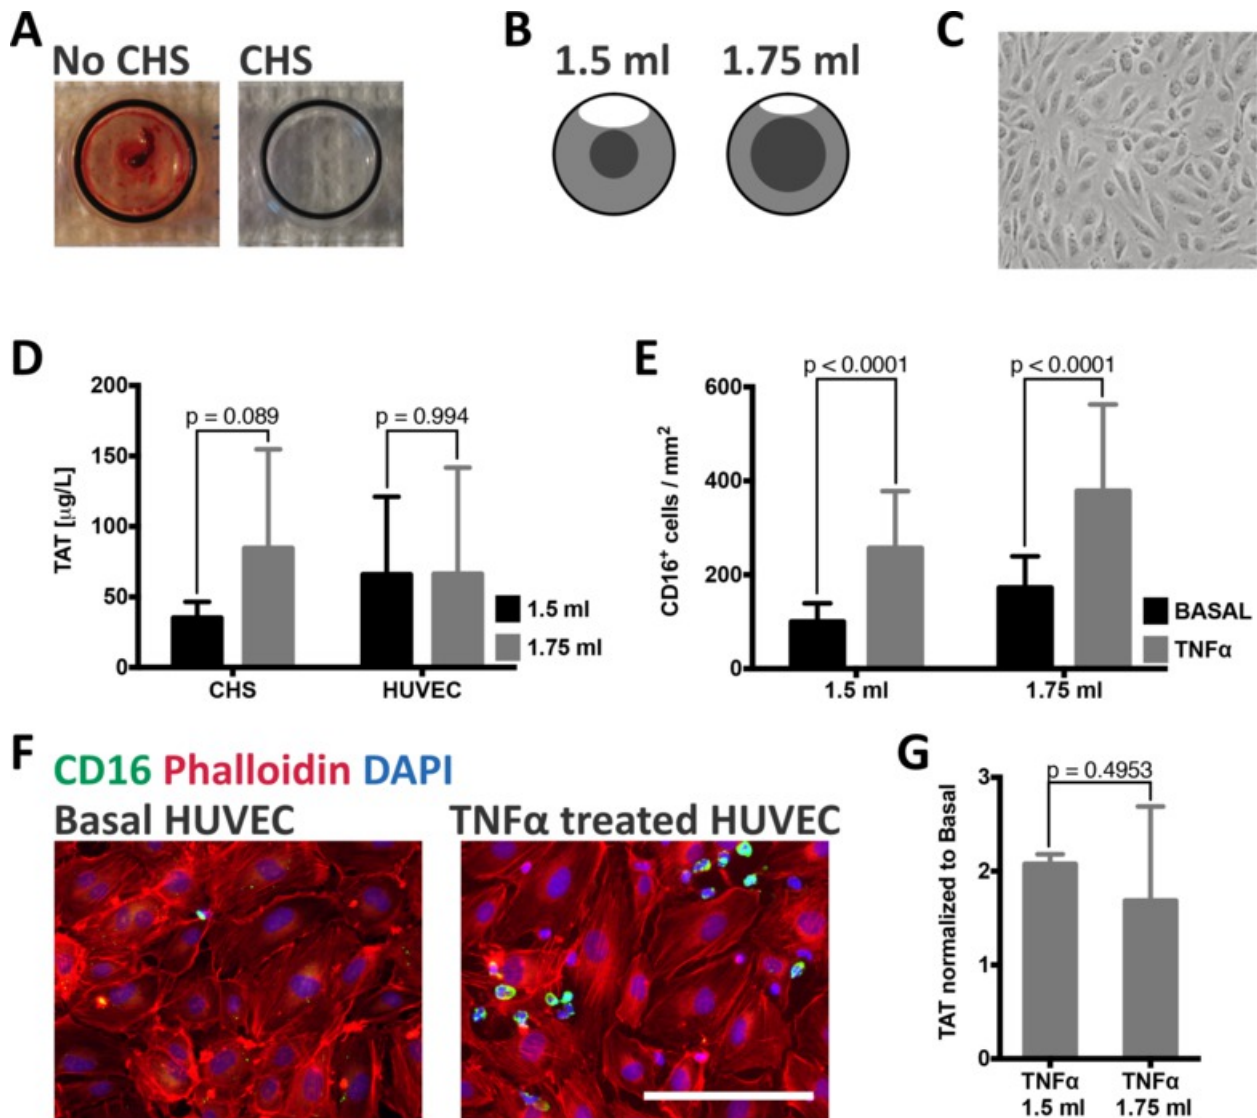 A
No CHS
CHS
B
1.5 ml
1.75 ml
C
D
TAT [µg/L]
200
150
100
50
0
p = 0.089
p = 0.994
CHS
HUVEC
1.5 ml
1.75 ml
E
CD16⁺ cells / mm²
600
400
200
0
p < 0.0001
p < 0.0001
1.5 ml
1.75 ml
BASAL
TNFα
F
CD16 Phalloidin DAPI
Basal HUVEC
TNFα treated HUVEC
G
TAT normalized to Basal
3
2
1
0
p = 0.4953
TNFα
1.5 ml
TNFα
1.75 ml